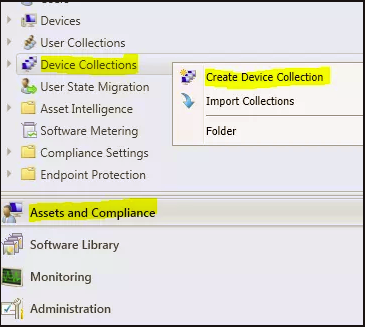 Devices
User Collections
Device Collections
Create Device Collection
User State Migration
Import Collections
Asset Intelligence
Software Metering
Folder
Compliance Settings
Endpoint Protection
Assets and Compliance
Software Library
Monitoring
Administration